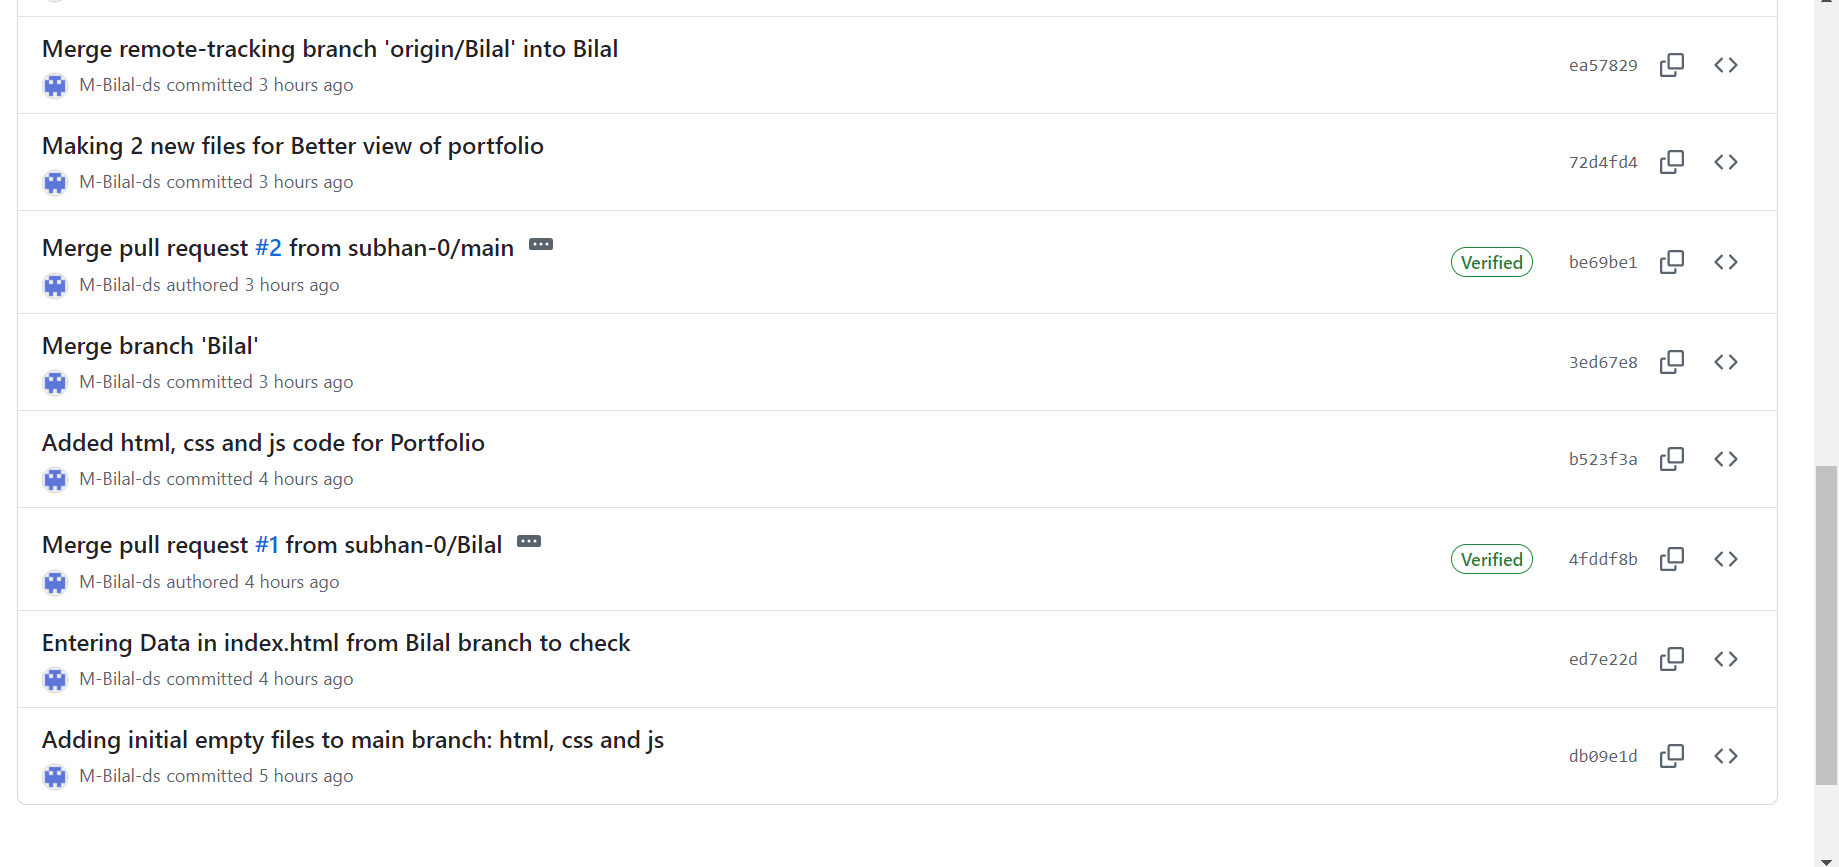 Merge remote-tracking branch 'origin/Bilal' into Bilal
M-Bilal-ds committed 3 hours ago
ea57829
Making 2 new files for Better view of portfolio
M-Bilal-ds committed 3 hours ago
72d4fd4
Merge pull request #2 from subhan-0/main
M-Bilal-ds authored 3 hours ago
Verified be69be1
Merge branch 'Bilal'
M-Bilal-ds committed 3 hours ago
3ed67e8
Added html, css and js code for Portfolio
M-Bilal-ds committed 4 hours ago
b523f3a
Merge pull request #1 from subhan-0/Bilal
M-Bilal-ds authored 4 hours ago
Verified 4fddf8b
Entering Data in index.html from Bilal branch to check
M-Bilal-ds committed 4 hours ago
ed7e22d
Adding initial empty files to main branch: html, css and js
M-Bilal-ds committed 5 hours ago
db09e1d